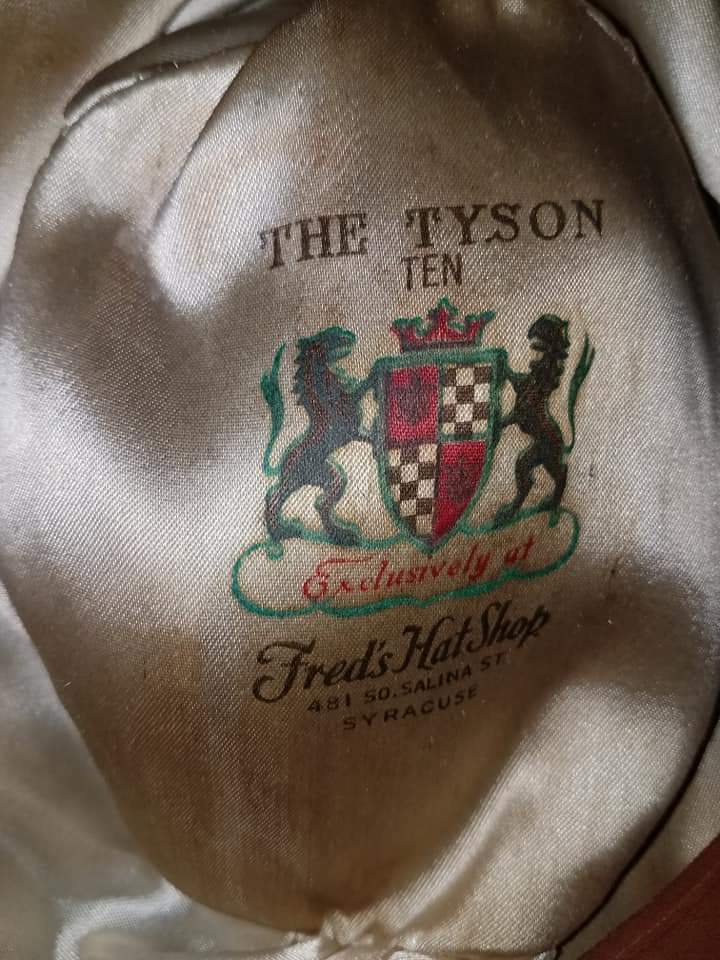 THE TYSON
TEN
Exclusively at
Fred's Hat Shop
481 SO. SALINA ST.
SYRACUSE